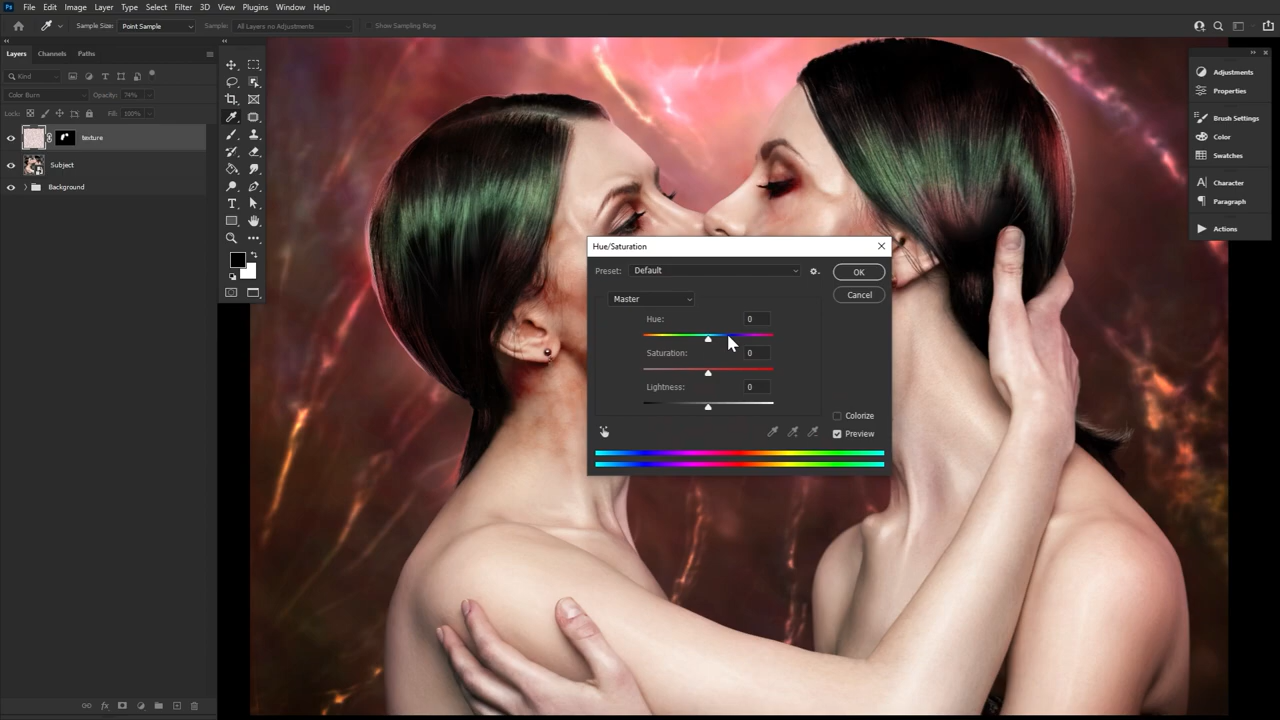 Ps File Edit Image Layer Type Select Filter 3D View Plugins Window Help
Sample Size: Point Sample Sample: All Layers no Adjustments Show Sampling Ring
Layers Channels Paths
Kind
Color Burn Opacity: 74%
Lock: Fill: 100%
texture
Subject
Background
Hue/Saturation
Preset: Default OK
Cancel
Master
Hue: 0
Saturation: 0
Lightness: 0
Colorize
Preview
Adjustments
Properties
Brush Settings
Color
Swatches
Character
Paragraph
Actions